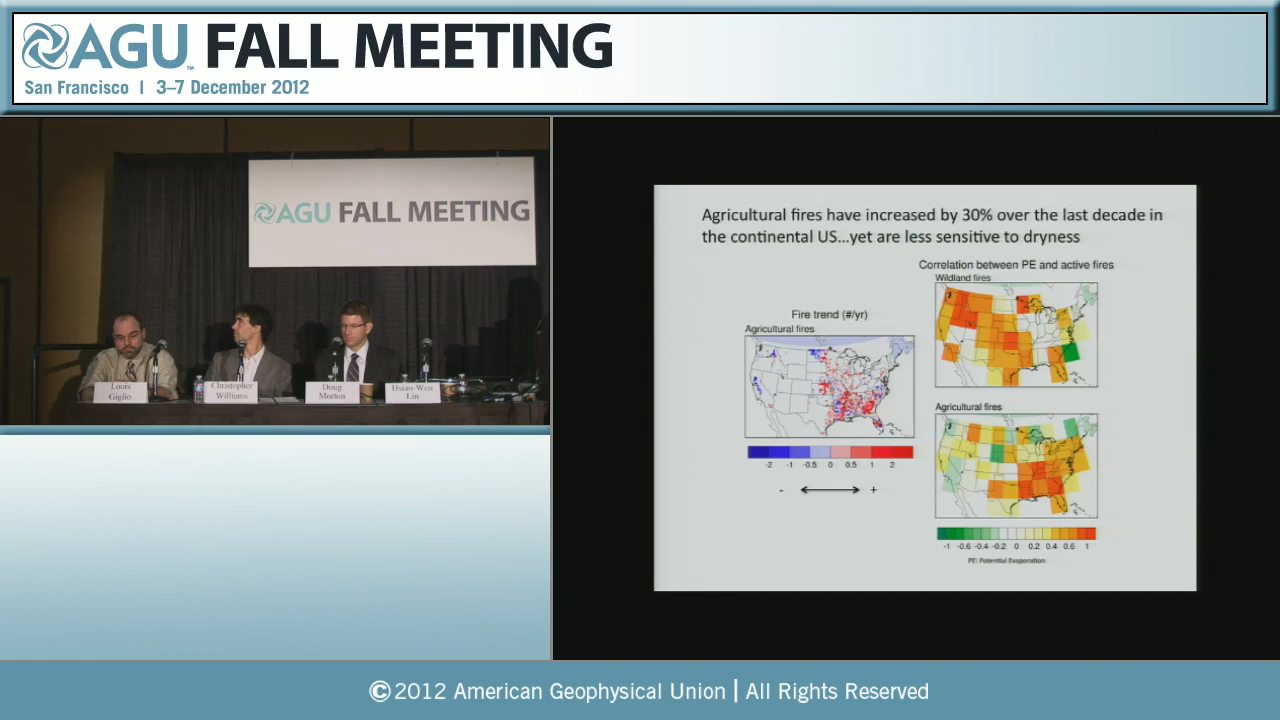 AGU FALL MEETING
San Francisco | 3–7 December 2012
AGU FALL MEETING
Louis
Giglio
Christopher
Williams
Doug
Morton
Hsiao-Wen
Lin
Agricultural fires have increased by 30% over the last decade in
the continental US...yet are less sensitive to dryness
Correlation between PE and active fires
Wildland fires
Fire trend (#/yr)
Agricultural fires
-2 -1 -0.5 0 0.5 1 2
- +
Agricultural fires
-1 -0.6 -0.4 -0.2 0 0.2 0.4 0.6 1
PE: Potential Evaporation
©2012 American Geophysical Union | All Rights Reserved